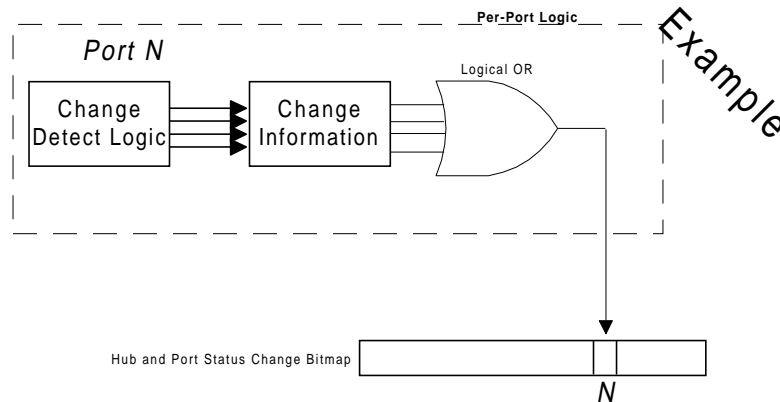 Per-Port Logic
Example
Port N
Logical OR
Change
Detect Logic
Change
Information
Hub and Port Status Change Bitmap
N